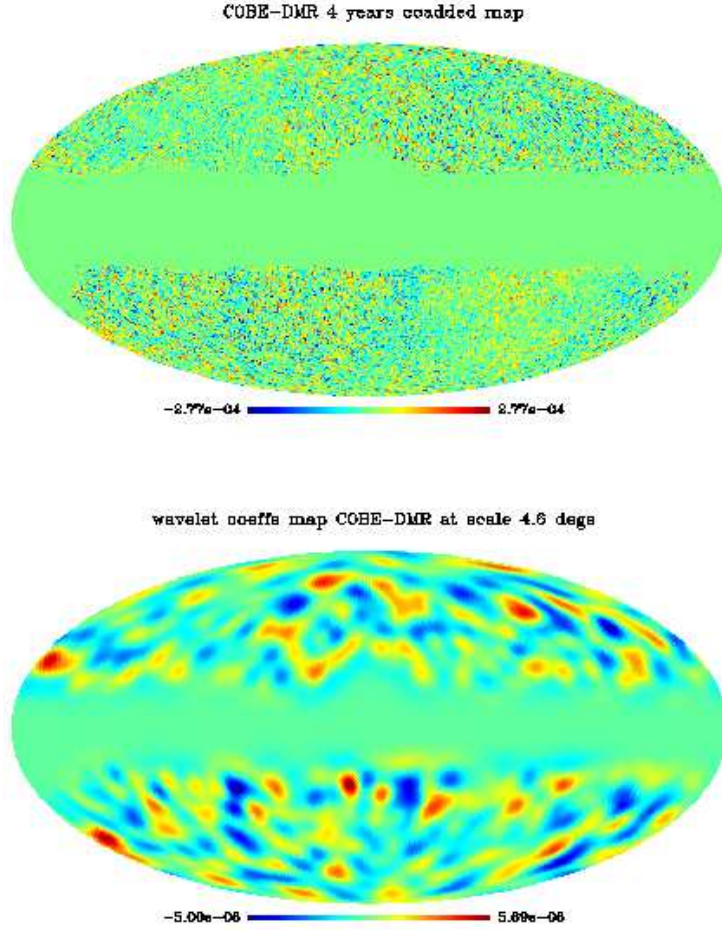 COBE-DMR 4 years coadded map
-2.77e-04 2.77e-04
wavelet coeffs map COBE-DMR at scale 4.6 degs
-5.00e-06 5.69e-06